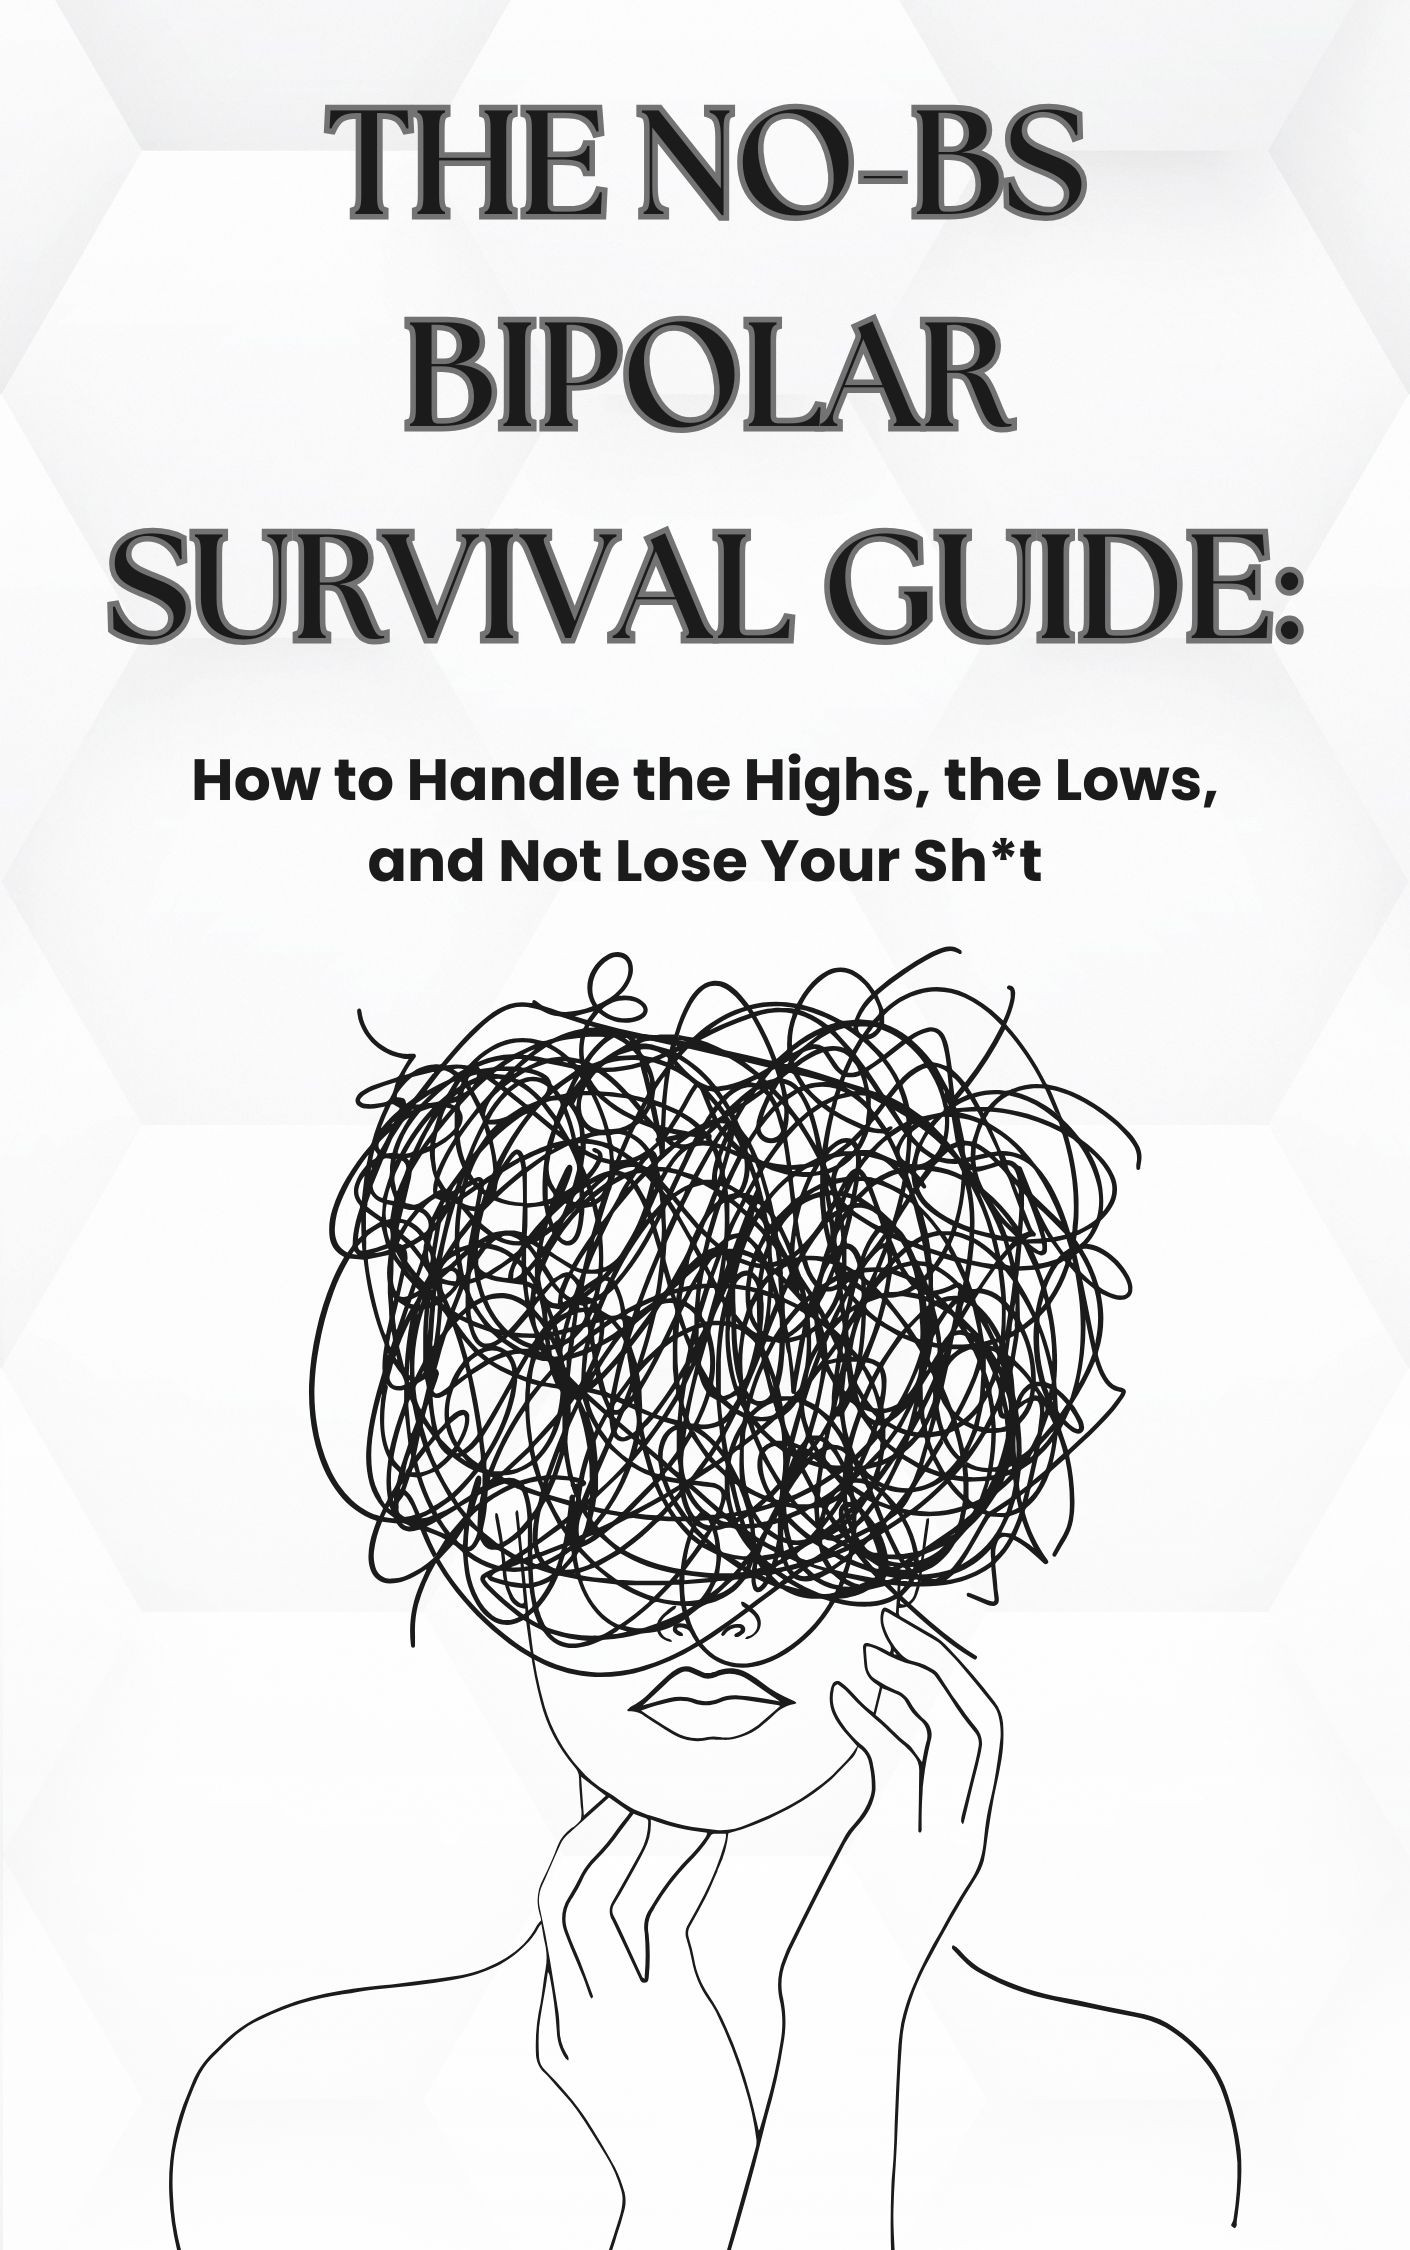 THE NO-BS
BIPOLAR
SURVIVAL GUIDE:
How to Handle the Highs, the Lows,
and Not Lose Your Sh*t